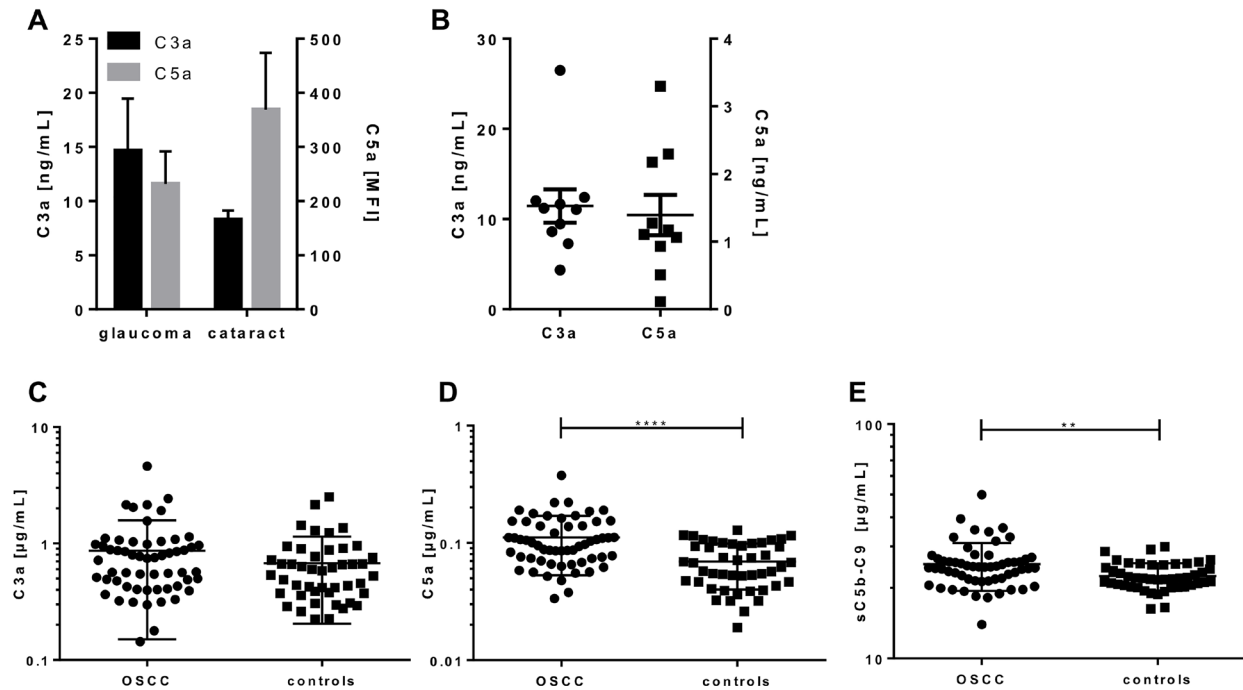 A
C3a [ng/mL]
25
20
15
10
5
0
C3a
C5a
500
400
300
200
100
0
C5a [MFI]
glaucoma
cataract
B
C3a [ng/mL]
30
20
10
0
4
3
2
1
0
C5a [ng/mL]
C3a
C5a
C
C3a [µg/mL]
10
1
0.1
OSCC
controls
D
C5a [µg/mL]
1
0.1
0.01
****
OSCC
controls
E
sC5b-C9 [µg/mL]
100
10
**
OSCC
controls